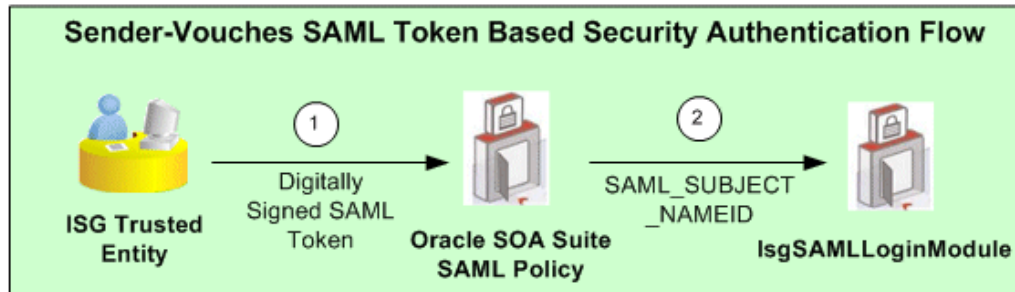 Sender-Vouches SAML Token Based Security Authentication Flow
1
2
Digitally
Signed SAML
Token
SAML_SUBJECT
_NAMEID
ISG Trusted
Entity
Oracle SOA Suite
SAML Policy
IsgSAMLLoginModule